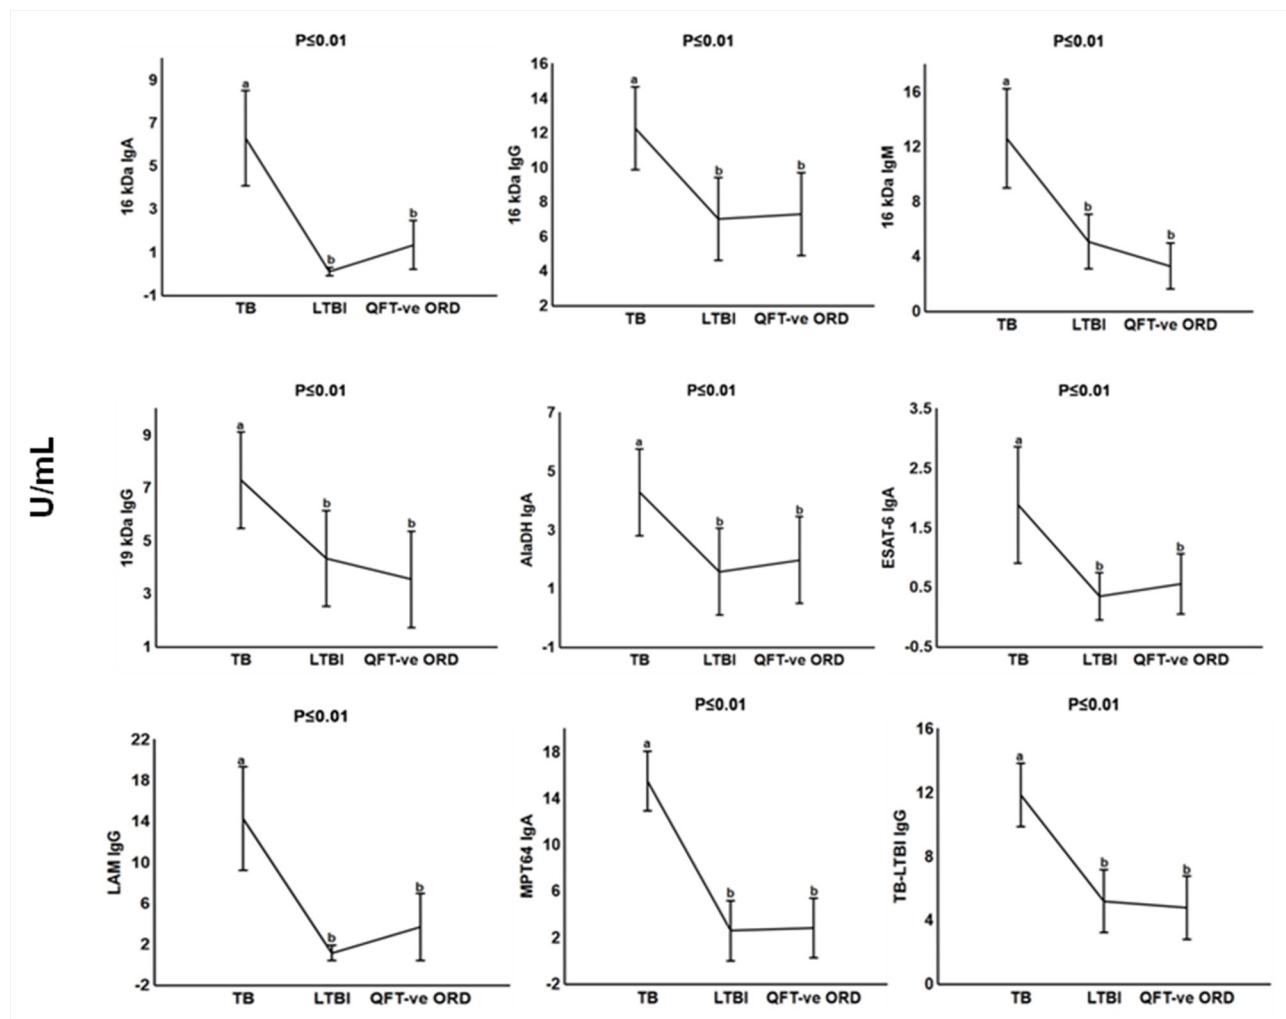 U/mL
P≤0.01
16 kDa IgA
9
7
5
3
1
-1
a
b
b
TB LTBI QFT-ve ORD
P≤0.01
16 kDa IgG
16
14
12
10
8
6
4
2
a
b
b
TB LTBI QFT-ve ORD
P≤0.01
16 kDa IgM
16
12
8
4
0
a
b
b
TB LTBI QFT-ve ORD
P≤0.01
19 kDa IgG
9
7
5
3
1
a
b
b
TB LTBI QFT-ve ORD
P≤0.01
AlaDH IgA
7
5
3
1
-1
a
b
b
TB LTBI QFT-ve ORD
P≤0.01
ESAT-6 IgA
3.5
2.5
1.5
0.5
-0.5
a
b
b
TB LTBI QFT-ve ORD
P≤0.01
LAM IgG
22
18
14
10
6
2
-2
a
b
b
TB LTBI QFT-ve ORD
P≤0.01
MPT64 IgA
18
14
10
6
2
-2
a
b
b
TB LTBI QFT-ve ORD
P≤0.01
TB-LTBI IgG
16
12
8
4
0
a
b
b
TB LTBI QFT-ve ORD